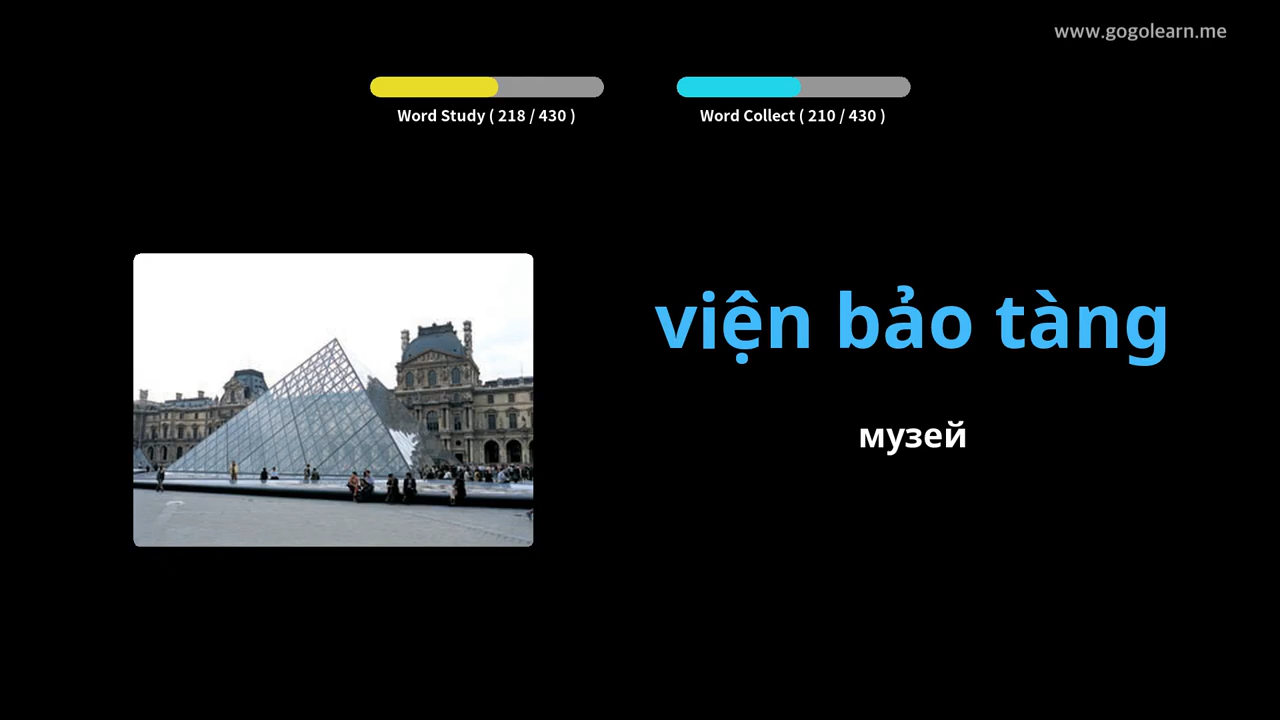 www.gogolearn.me
Word Study ( 218 / 430 )
Word Collect ( 210 / 430 )
viện bảo tàng
музей